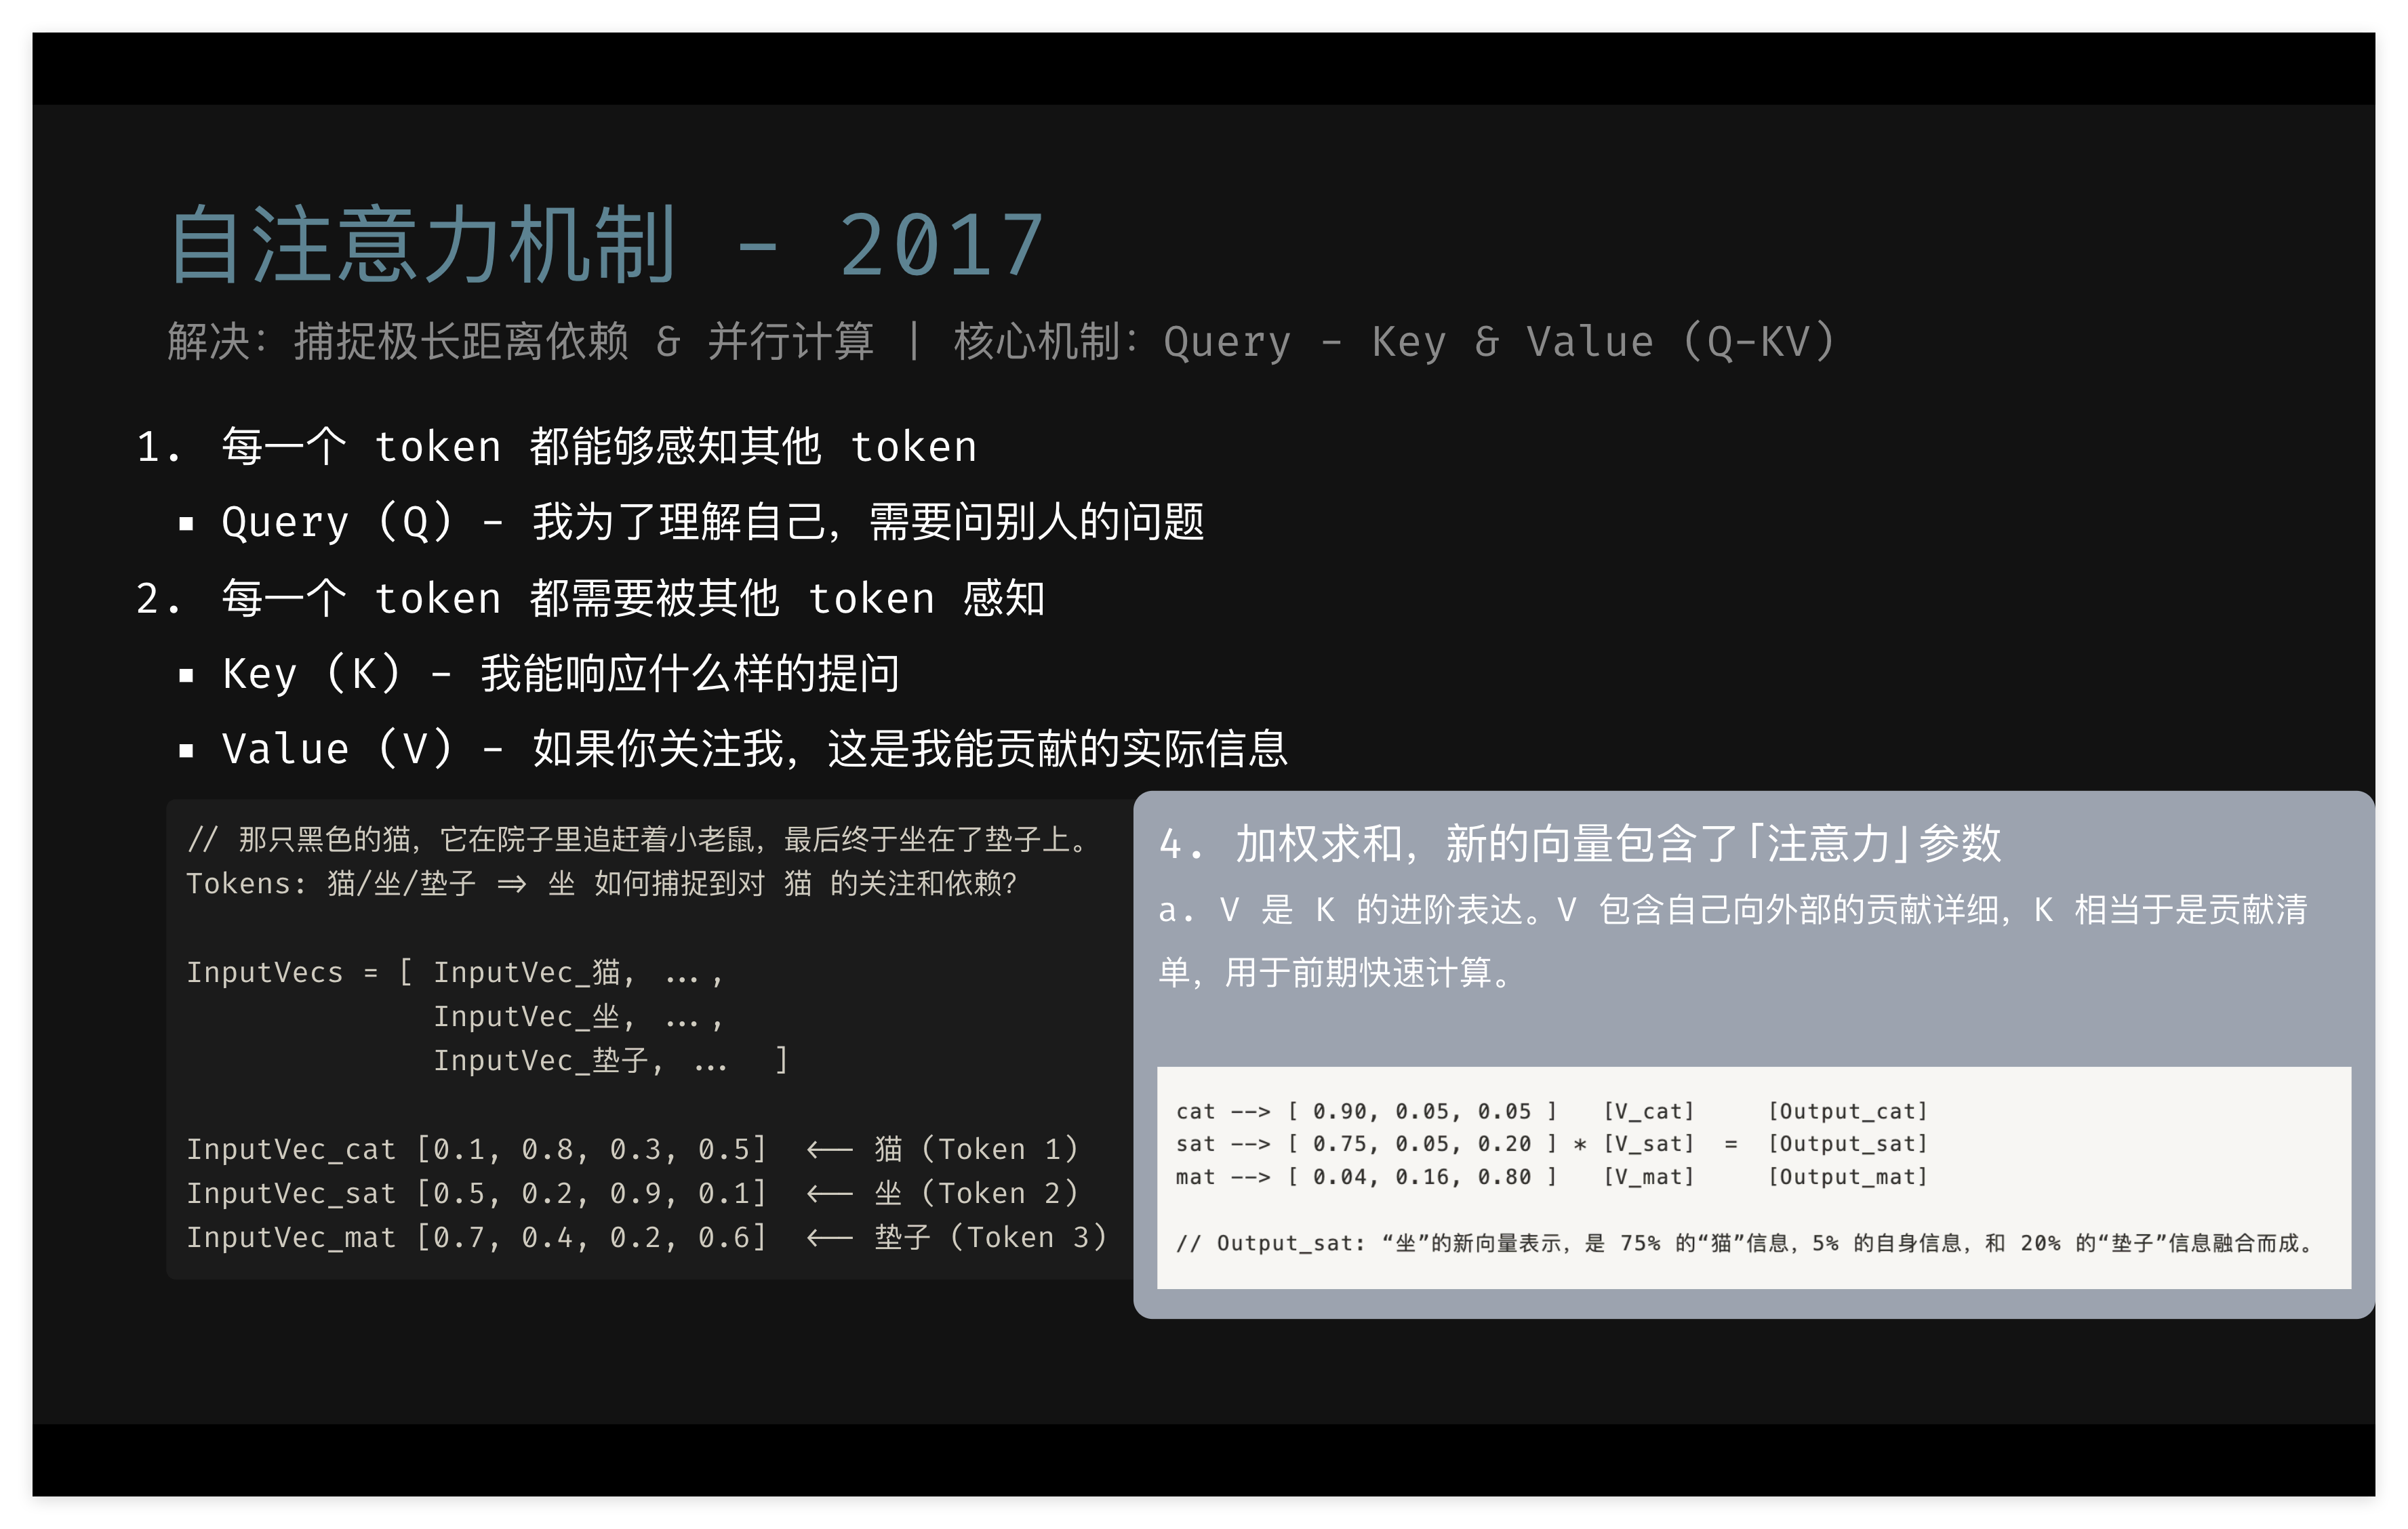 自注意力机制 - 2017
解决: 捕捉极长距离依赖 & 并行计算 | 核心机制: Query - Key & Value (Q-KV)
1. 每一个 token 都能够感知其他 token
▪ Query (Q) - 我为了理解自己, 需要问别人的问题
2. 每一个 token 都需要被其他 token 感知
▪ Key (K) - 我能响应什么样的提问
▪ Value (V) - 如果你关注我, 这是我能贡献的实际信息
// 那只黑色的猫, 它在院子里追赶着小老鼠, 最后终于坐在了垫子上。
Tokens: 猫/坐/垫子 => 坐 如何捕捉到对 猫 的关注和依赖?
InputVecs = [ InputVec_猫, ...,
InputVec_坐, ...,
InputVec_垫子, ... ]
InputVec_cat [0.1, 0.8, 0.3, 0.5] <-- 猫 (Token 1)
InputVec_sat [0.5, 0.2, 0.9, 0.1] <-- 坐 (Token 2)
InputVec_mat [0.7, 0.4, 0.2, 0.6] <-- 垫子 (Token 3)
4. 加权求和, 新的向量包含了「注意力」参数
a. V 是 K 的进阶表达。V 包含自己向外部的贡献详细, K 相当于是贡献清
单, 用于前期快速计算。
cat --> [ 0.90, 0.05, 0.05 ] [V_cat] [Output_cat]
sat --> [ 0.75, 0.05, 0.20 ] * [V_sat] = [Output_sat]
mat --> [ 0.04, 0.16, 0.80 ] [V_mat] [Output_mat]
// Output_sat: “坐”的新向量表示, 是 75% 的“猫”信息, 5% 的自身信息, 和 20% 的“垫子”信息融合而成。